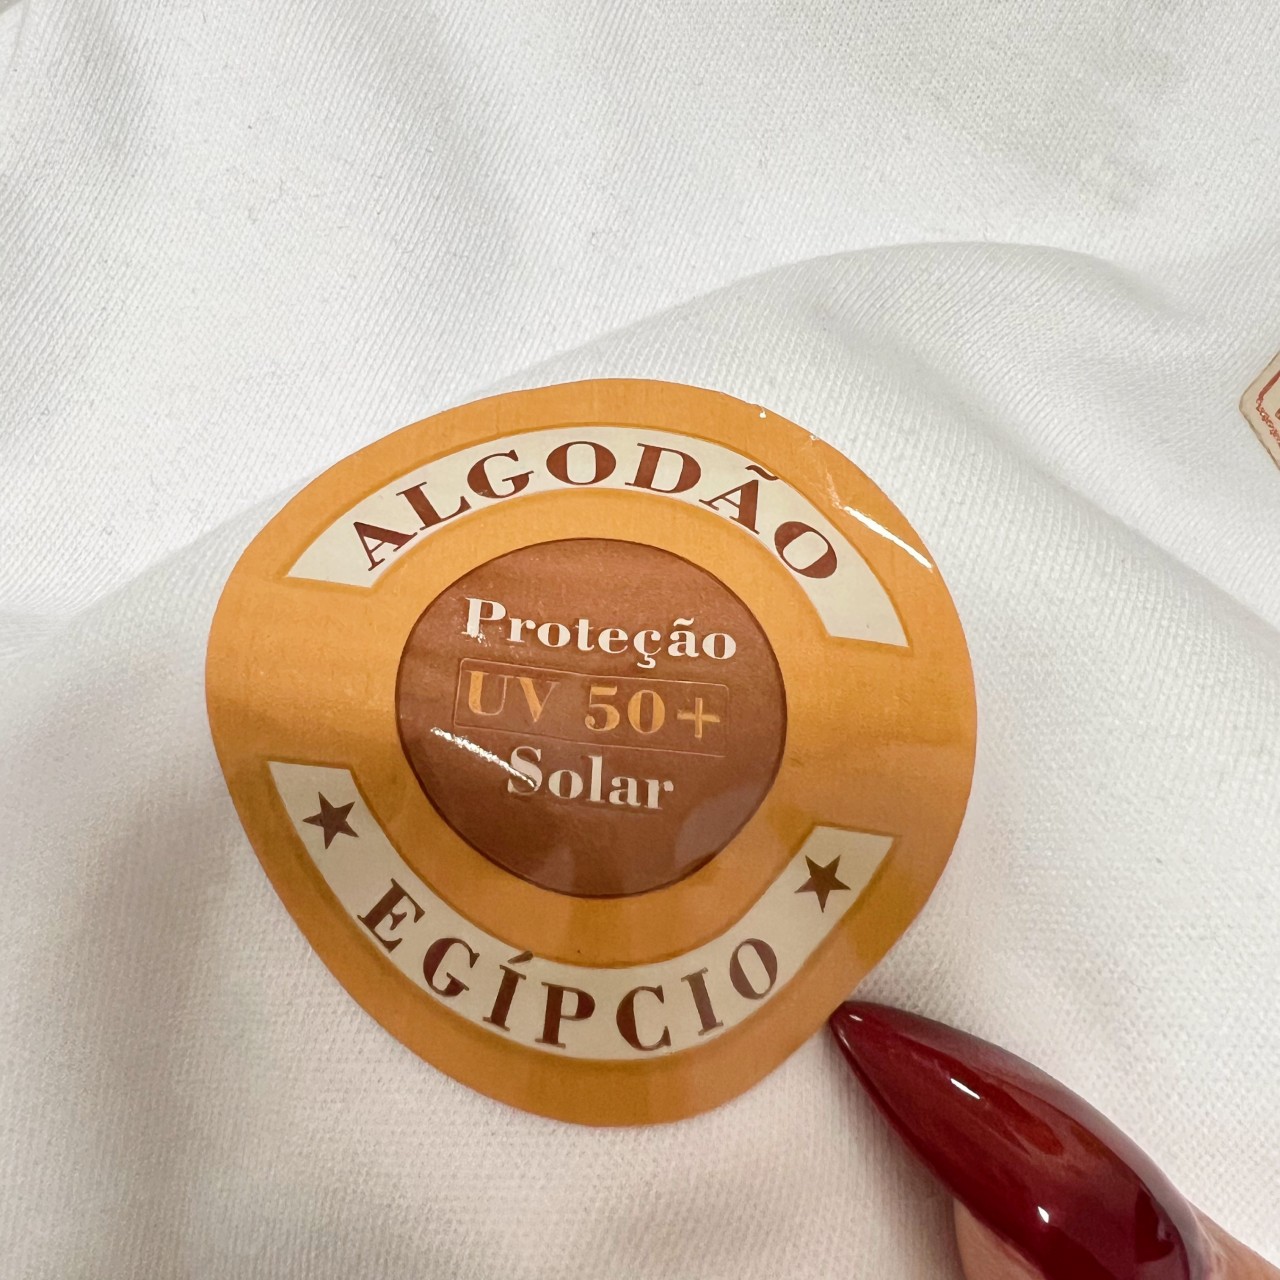 ALGODÃO
Proteção
UV 50+
Solar
EGÍPCIO